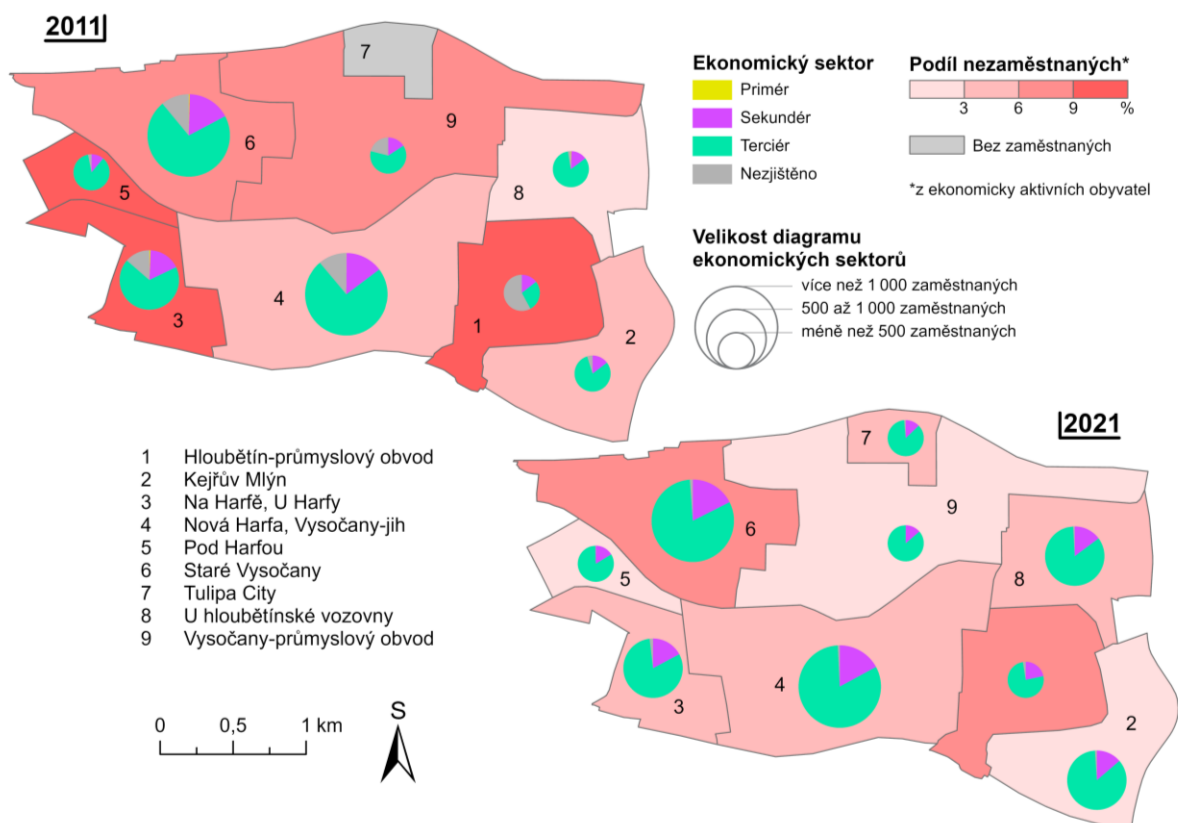 2011
7
9
6
5
8
4
3
1
2
Ekonomický sektor
Primér
Sekundér
Terciér
Nezjištěno
Podíl nezaměstnaných*
3 6 9 %
Bez zaměstnaných
*z ekonomicky aktivních obyvatel
Velikost diagramu
ekonomických sektorů
více než 1 000 zaměstnaných
500 až 1 000 zaměstnaných
méně než 500 zaměstnaných
1 Hloubětín-průmyslový obvod
2 Kejřův Mlýn
3 Na Harfě, U Harfy
4 Nová Harfa, Vysočany-jih
5 Pod Harfou
6 Staré Vysočany
7 Tulipa City
8 U hloubětínské vozovny
9 Vysočany-průmyslový obvod
0 0,5 1 km
S
2021
7
9
6
5
8
4
3
2